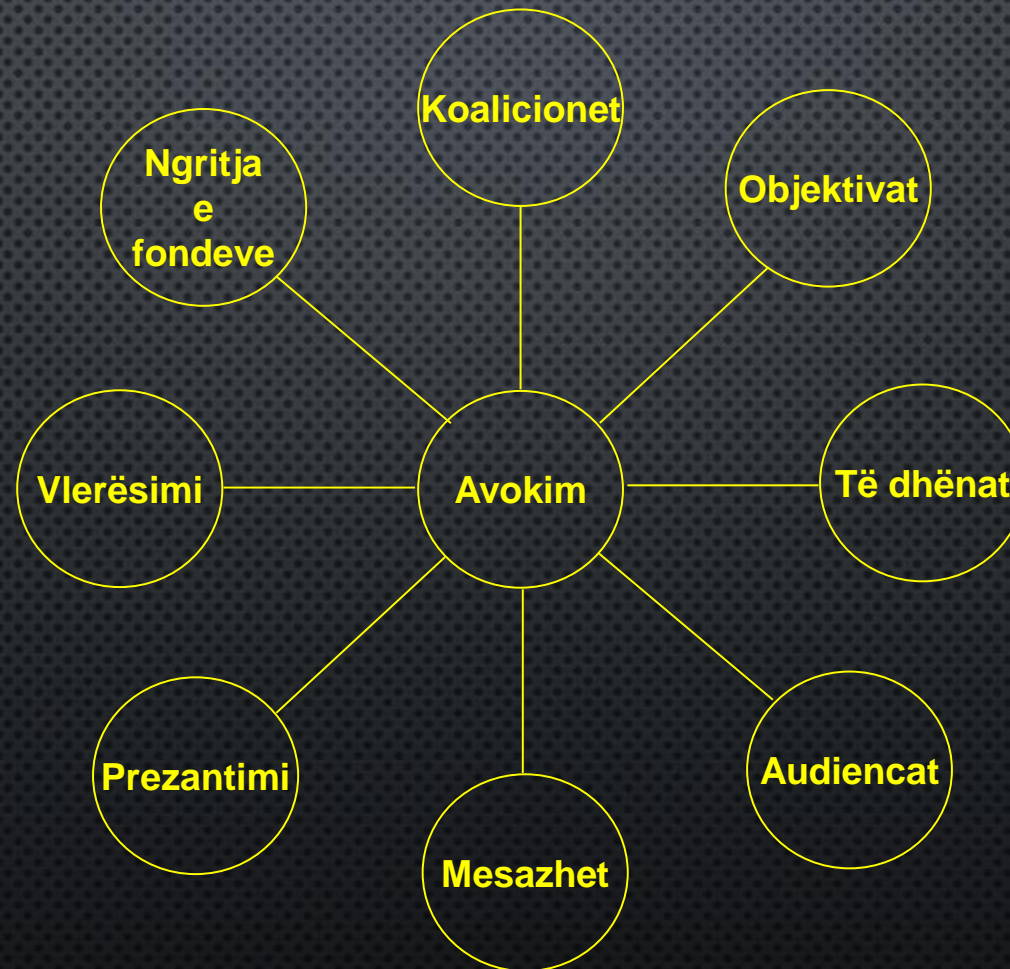 Koalicionet
Ngritja
e
fondeve
Objektivat
Vlerësimi
Avokim
Të dhënat
Prezantimi
Audiencat
Mesazhet